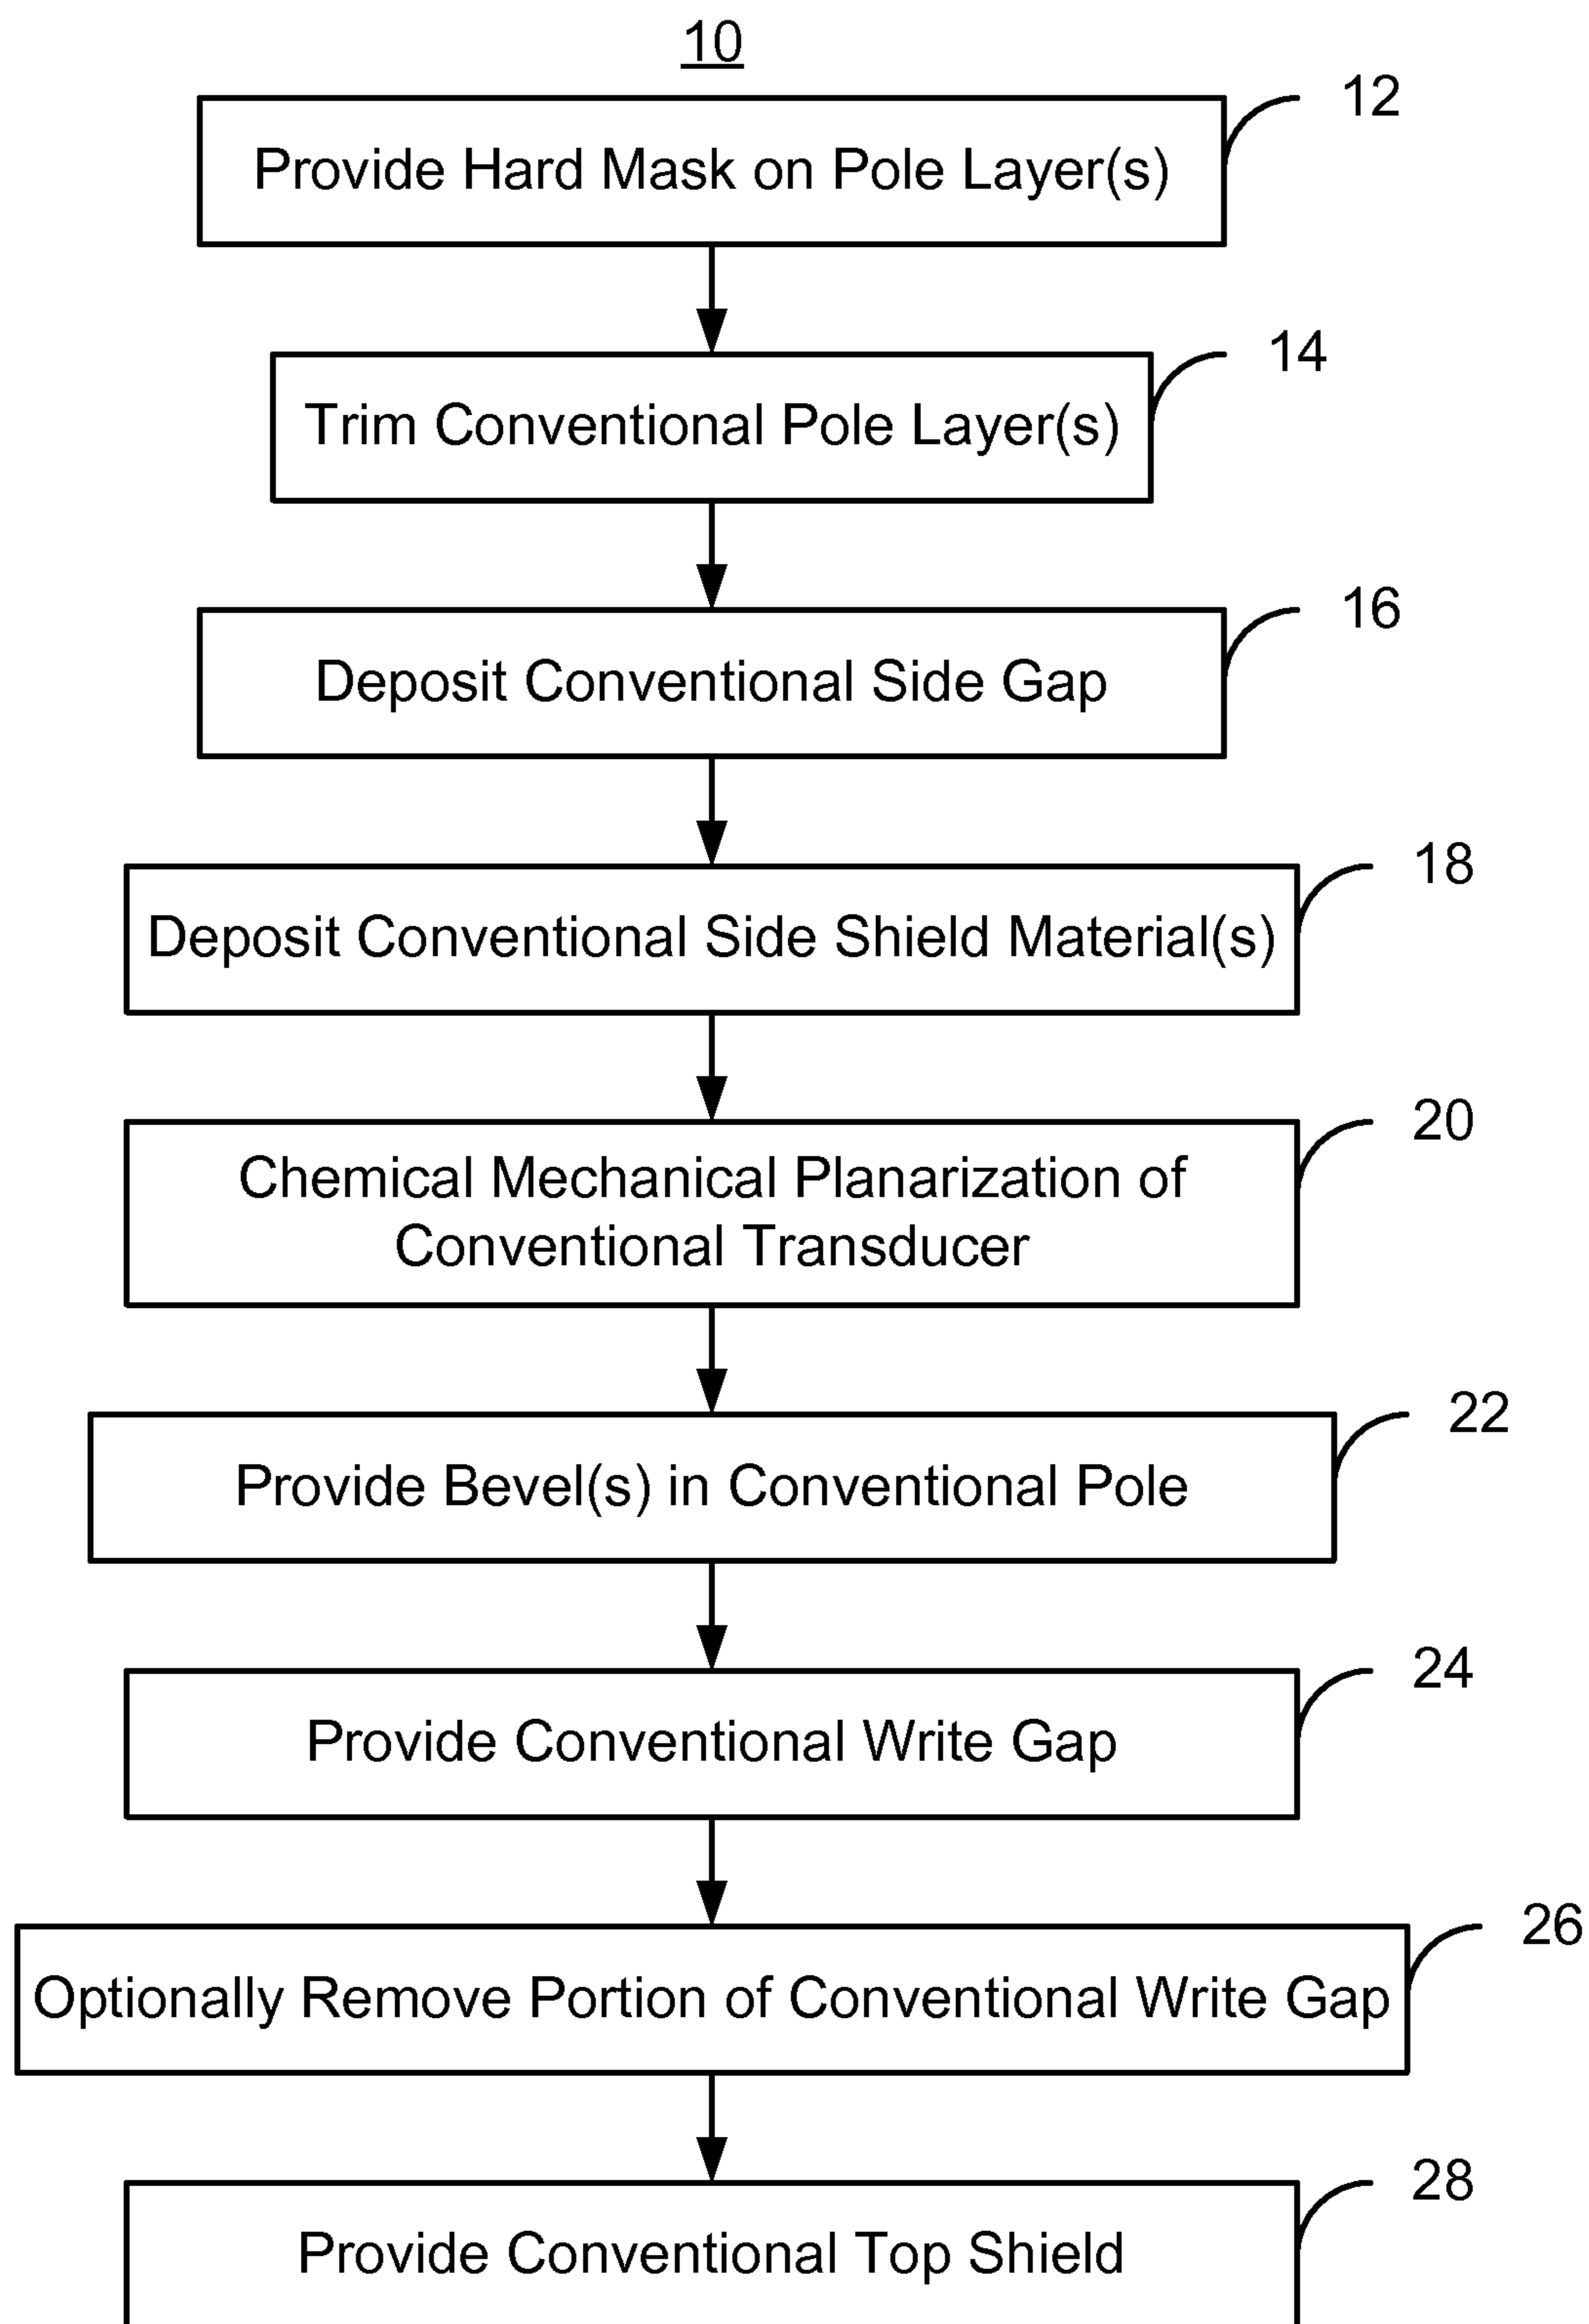 10
12
Provide Hard Mask on Pole Layer(s)
14
Trim Conventional Pole Layer(s)
16
Deposit Conventional Side Gap
18
Deposit Conventional Side Shield Material(s)
20
Chemical Mechanical Planarization of
Conventional Transducer
22
Provide Bevel(s) in Conventional Pole
24
Provide Conventional Write Gap
26
Optionally Remove Portion of Conventional Write Gap
28
Provide Conventional Top Shield